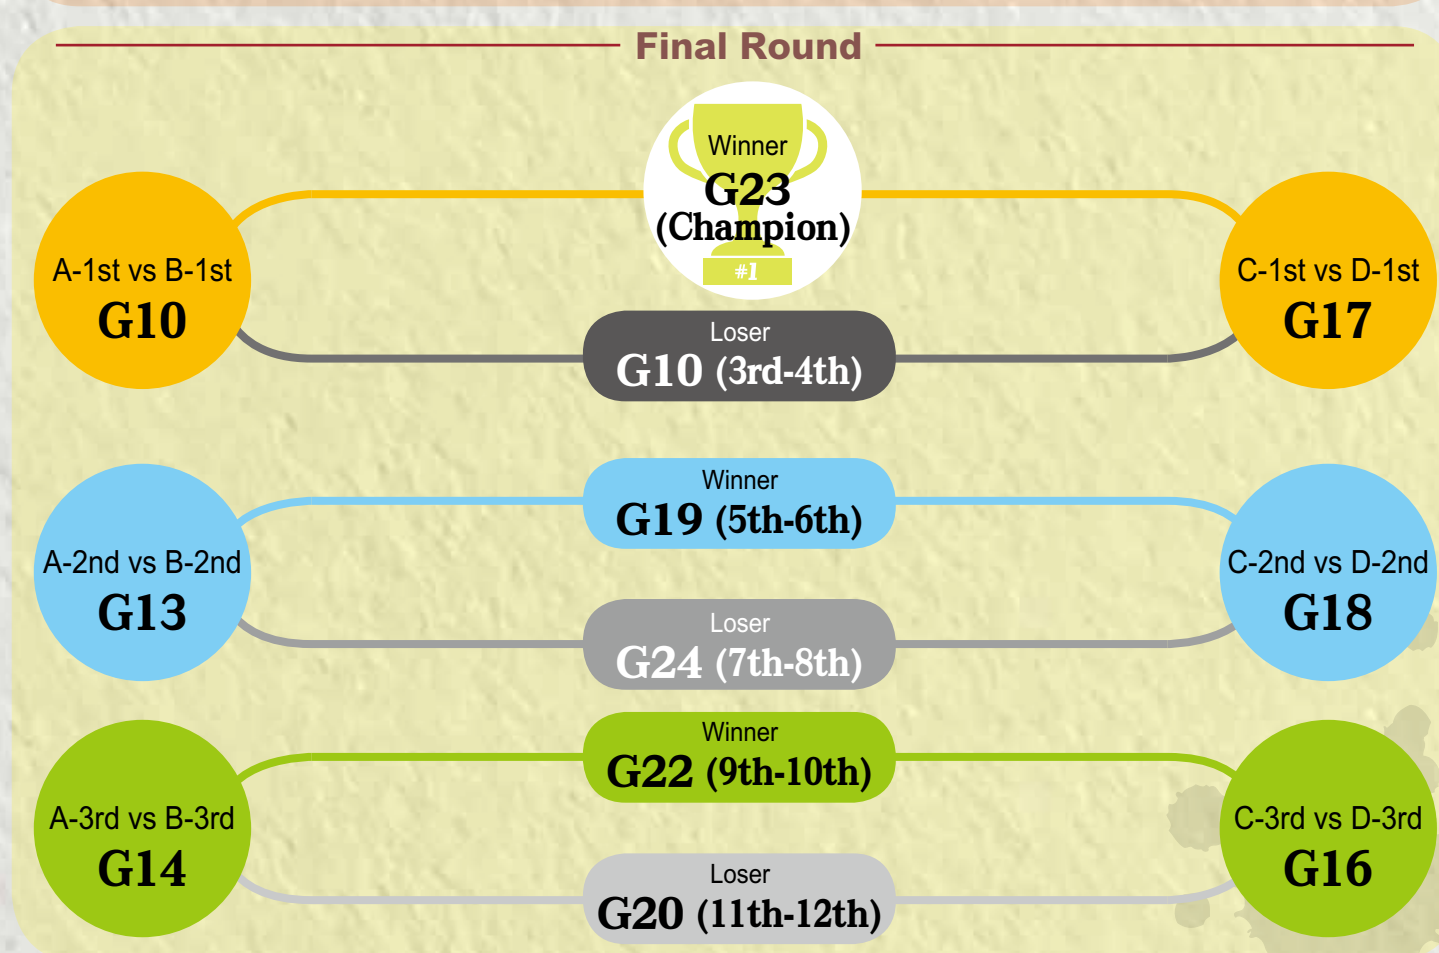 Final Round
Winner
G23
(Champion)
#1
A-1st vs B-1st
G10
C-1st vs D-1st
G17
Loser
G10 (3rd-4th)
Winner
G19 (5th-6th)
A-2nd vs B-2nd
G13
C-2nd vs D-2nd
G18
Loser
G24 (7th-8th)
Winner
G22 (9th-10th)
A-3rd vs B-3rd
G14
C-3rd vs D-3rd
G16
Loser
G20 (11th-12th)